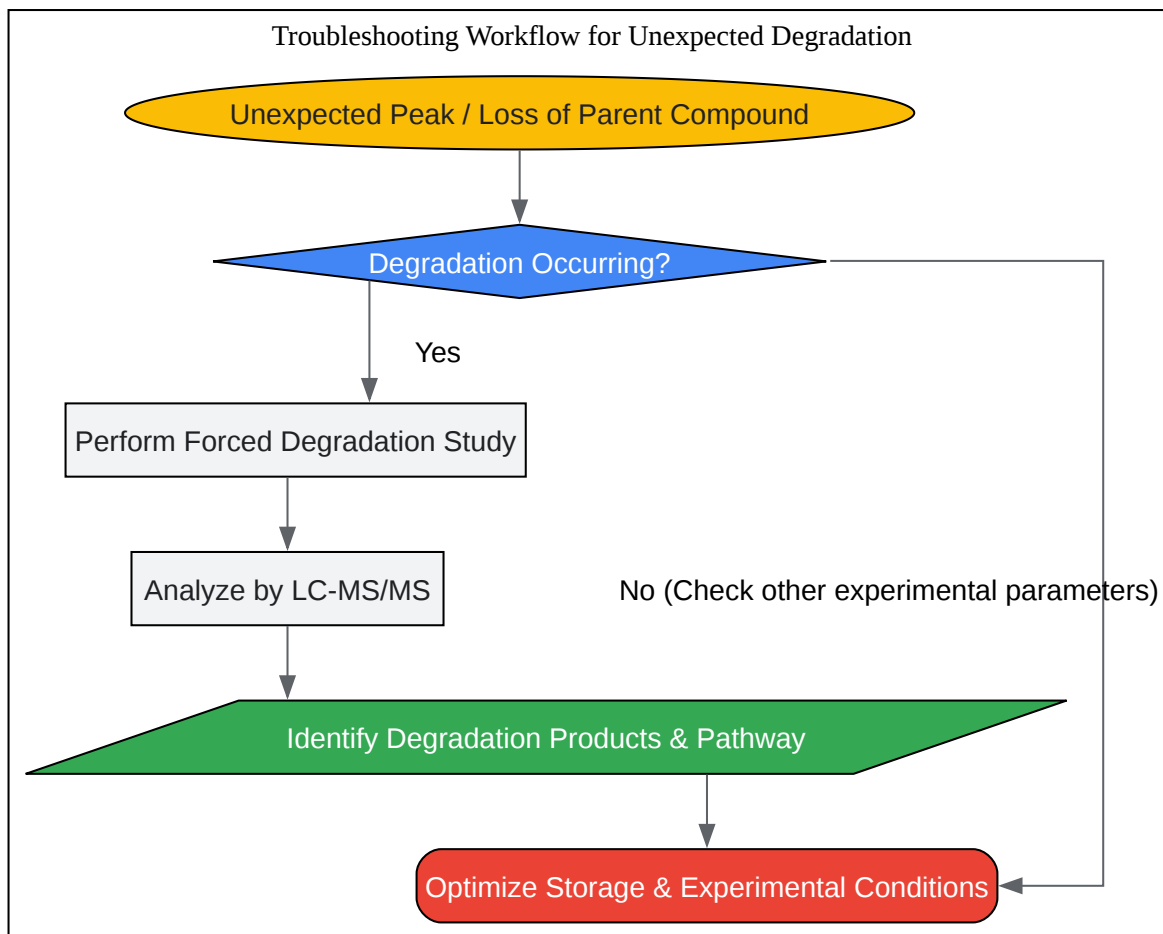 Troubleshooting Workflow for Unexpected Degradation
Unexpected Peak / Loss of Parent Compound
Degradation Occurring?
Yes
Perform Forced Degradation Study
Analyze by LC-MS/MS
No (Check other experimental parameters)
Identify Degradation Products & Pathway
Optimize Storage & Experimental Conditions